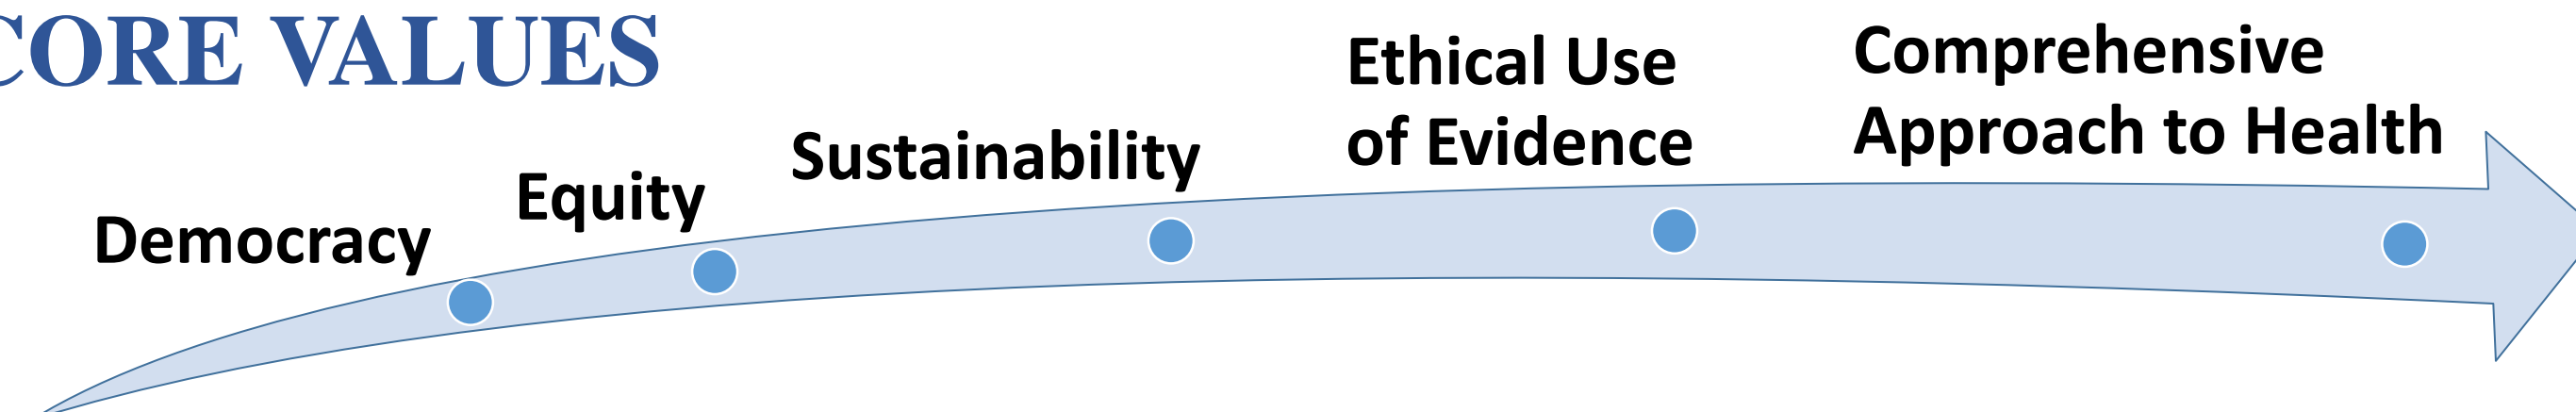 CORE VALUES
Democracy
Equity
Sustainability
Ethical Use
of Evidence
Comprehensive
Approach to Health